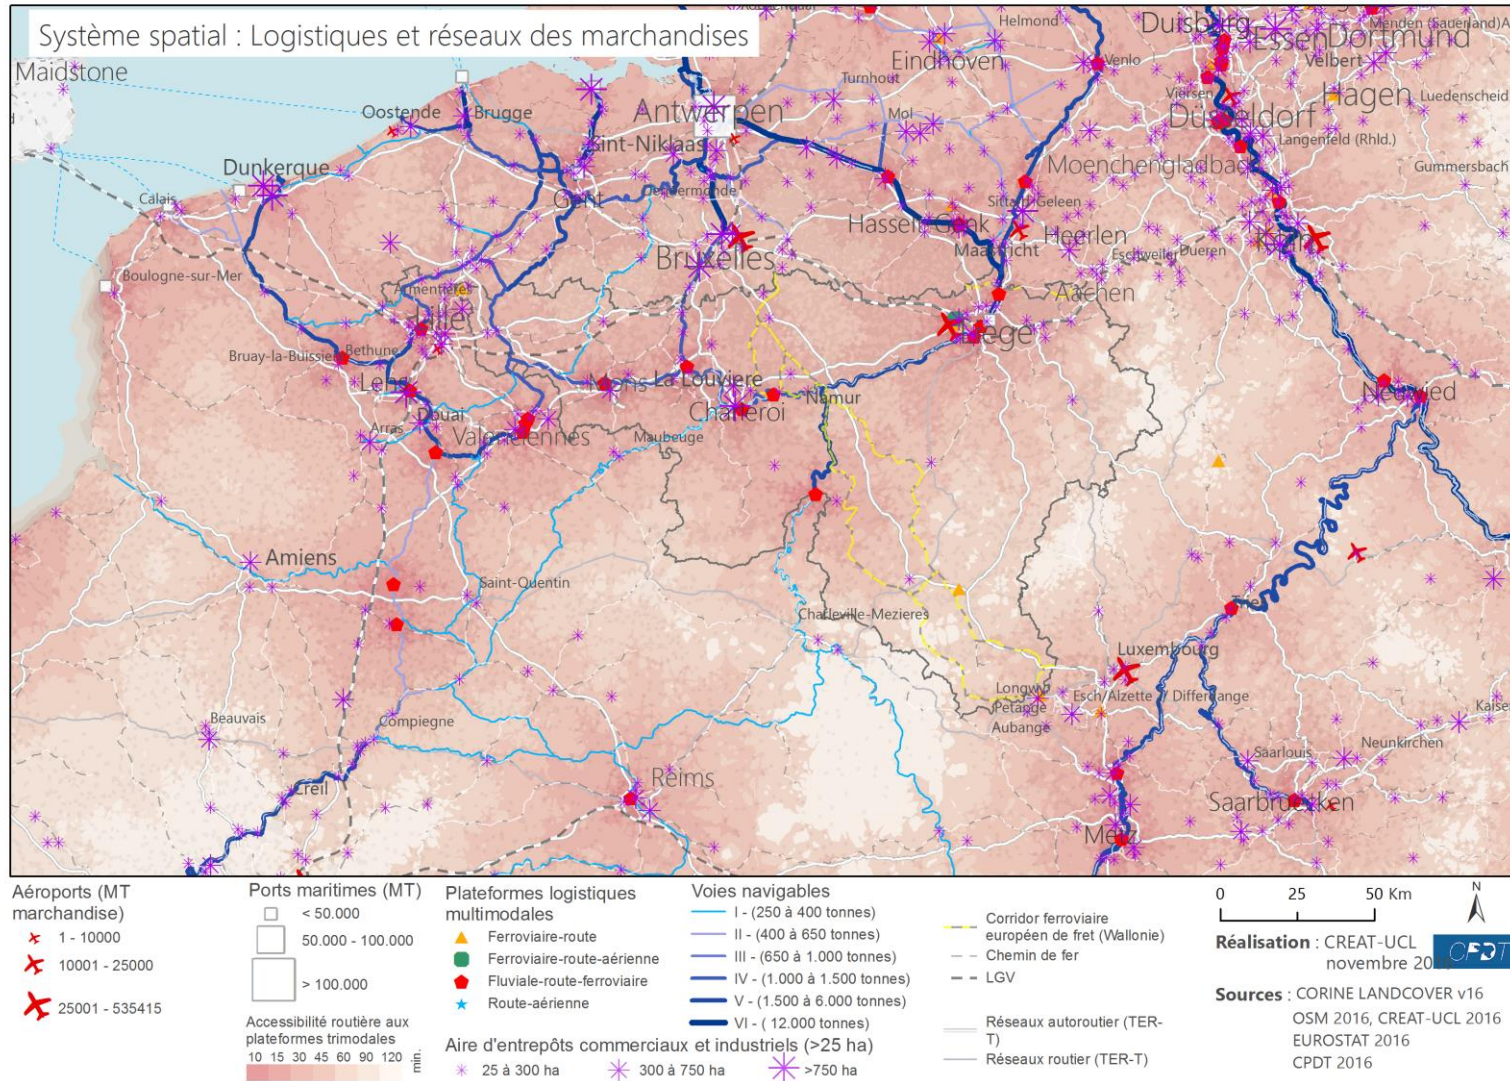 Système spatial : Logistiques et réseaux des marchandises
Maidstone
Helmond
Duisburg
Menden (Sauerland)
Essen
Dortmund
Eindhoven
Venlo
Velbert
Turnhout
Viersen
Hagen
Luedenscheid
Oostende
Brugge
Antwerpen
Mol
Düsseldorf
Langenfeld (Rhld.)
Sint-Niklaas
Moenchengladbach
Gummersbach
Dunkerque
Calais
Gent
Dendermonde
Sittard-Geleen
Hasselt
Genk
Heerlen
Köln
Bruxelles
Maastricht
Eschweiler
Dueren
Boulogne-sur-Mer
Armentières
Aachen
Lille
Liege
Bruay-la-Buissière
Bethune
Lens
Mons
La Louviere
Neuwied
Charleroi
Namur
Douai
Arras
Valenciennes
Maubeuge
Amiens
Saint-Quentin
Charleville-Mezieres
Trier
Luxembourg
Longwy
Esch/Alzette / Differdange
Petange
Aubange
Beauvais
Compiegne
Kaise
Neunkirchen
Saarlouis
Creil
Reims
Saarbruecken
Metz
Aéroports (MT
marchandise)
1 - 10000
10001 - 25000
25001 - 535415
Ports maritimes (MT)
< 50.000
50.000 - 100.000
> 100.000
Accessibilité routière aux
plateformes trimodales
10 15 30 45 60 90 120 min.
Plateformes logistiques
multimodales
Ferroviaire-route
Ferroviaire-route-aérienne
Fluviale-route-ferroviaire
Route-aérienne
Aire d'entrepôts commerciaux et industriels (>25 ha)
25 à 300 ha
300 à 750 ha
>750 ha
Voies navigables
I - (250 à 400 tonnes)
II - (400 à 650 tonnes)
III - (650 à 1.000 tonnes)
IV - (1.000 à 1.500 tonnes)
V - (1.500 à 6.000 tonnes)
VI - ( 12.000 tonnes)
Corridor ferroviaire
européen de fret (Wallonie)
Chemin de fer
LGV
Réseaux autoroutier (TER-
T)
Réseaux routier (TER-T)
0 25 50 Km
N
Réalisation : CREAT-UCL
novembre
CPDT
Sources : CORINE LANDCOVER v16
OSM 2016, CREAT-UCL 2016
EUROSTAT 2016
CPDT 2016